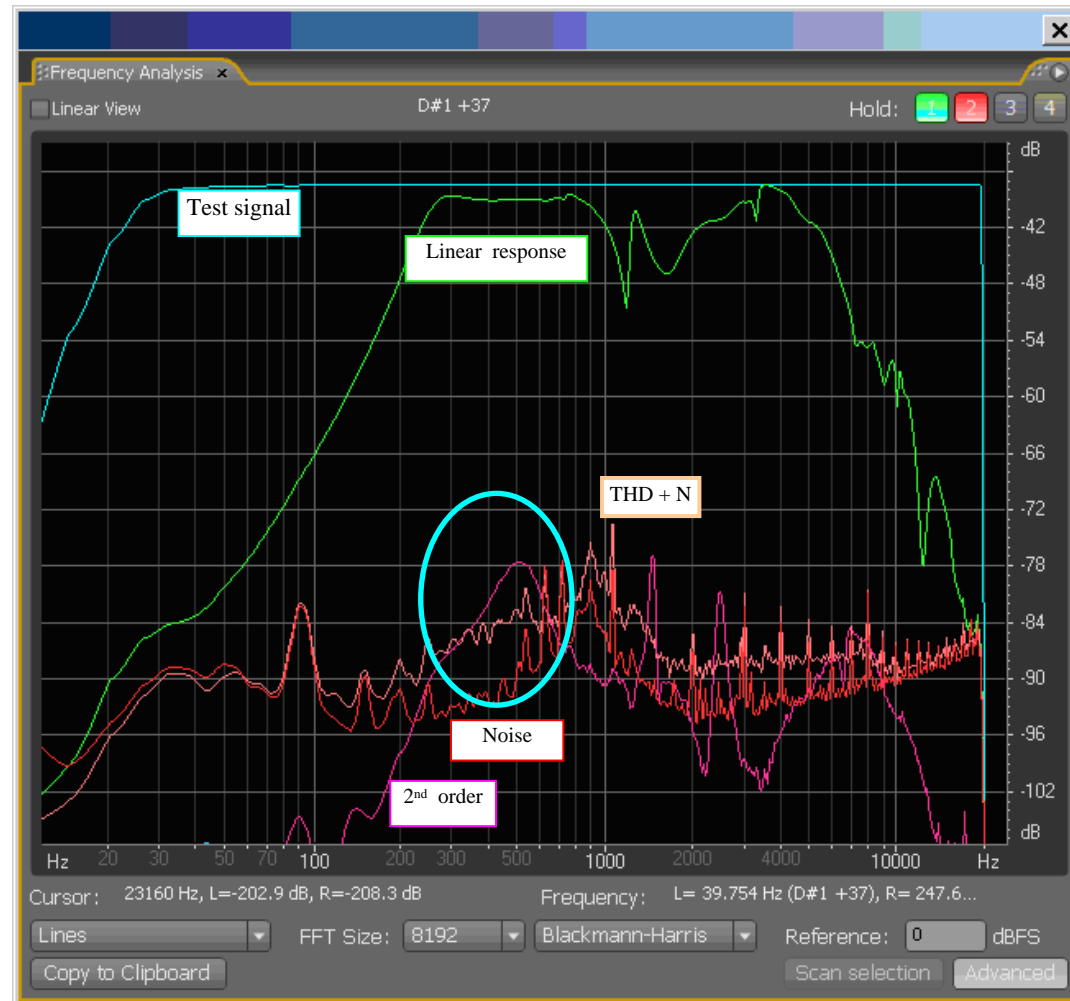 Frequency Analysis x
Linear View D#1 +37 Hold: 1 2 3 4
dB
Test signal
-42
Linear response
-48
-54
-60
-66
THD + N
-72
-78
-84
-90
Noise
-96
2nd order
-102
dB
Hz 20 30 50 70 100 200 300 500 1000 2000 4000 10000 Hz
Cursor: 23160 Hz, L=-202.9 dB, R=-208.3 dB Frequency: L= 39.754 Hz (D#1 +37), R= 247.6...
Lines FFT Size: 8192 Blackmann-Harris Reference: 0 dBFS
Copy to Clipboard Scan selection Advanced